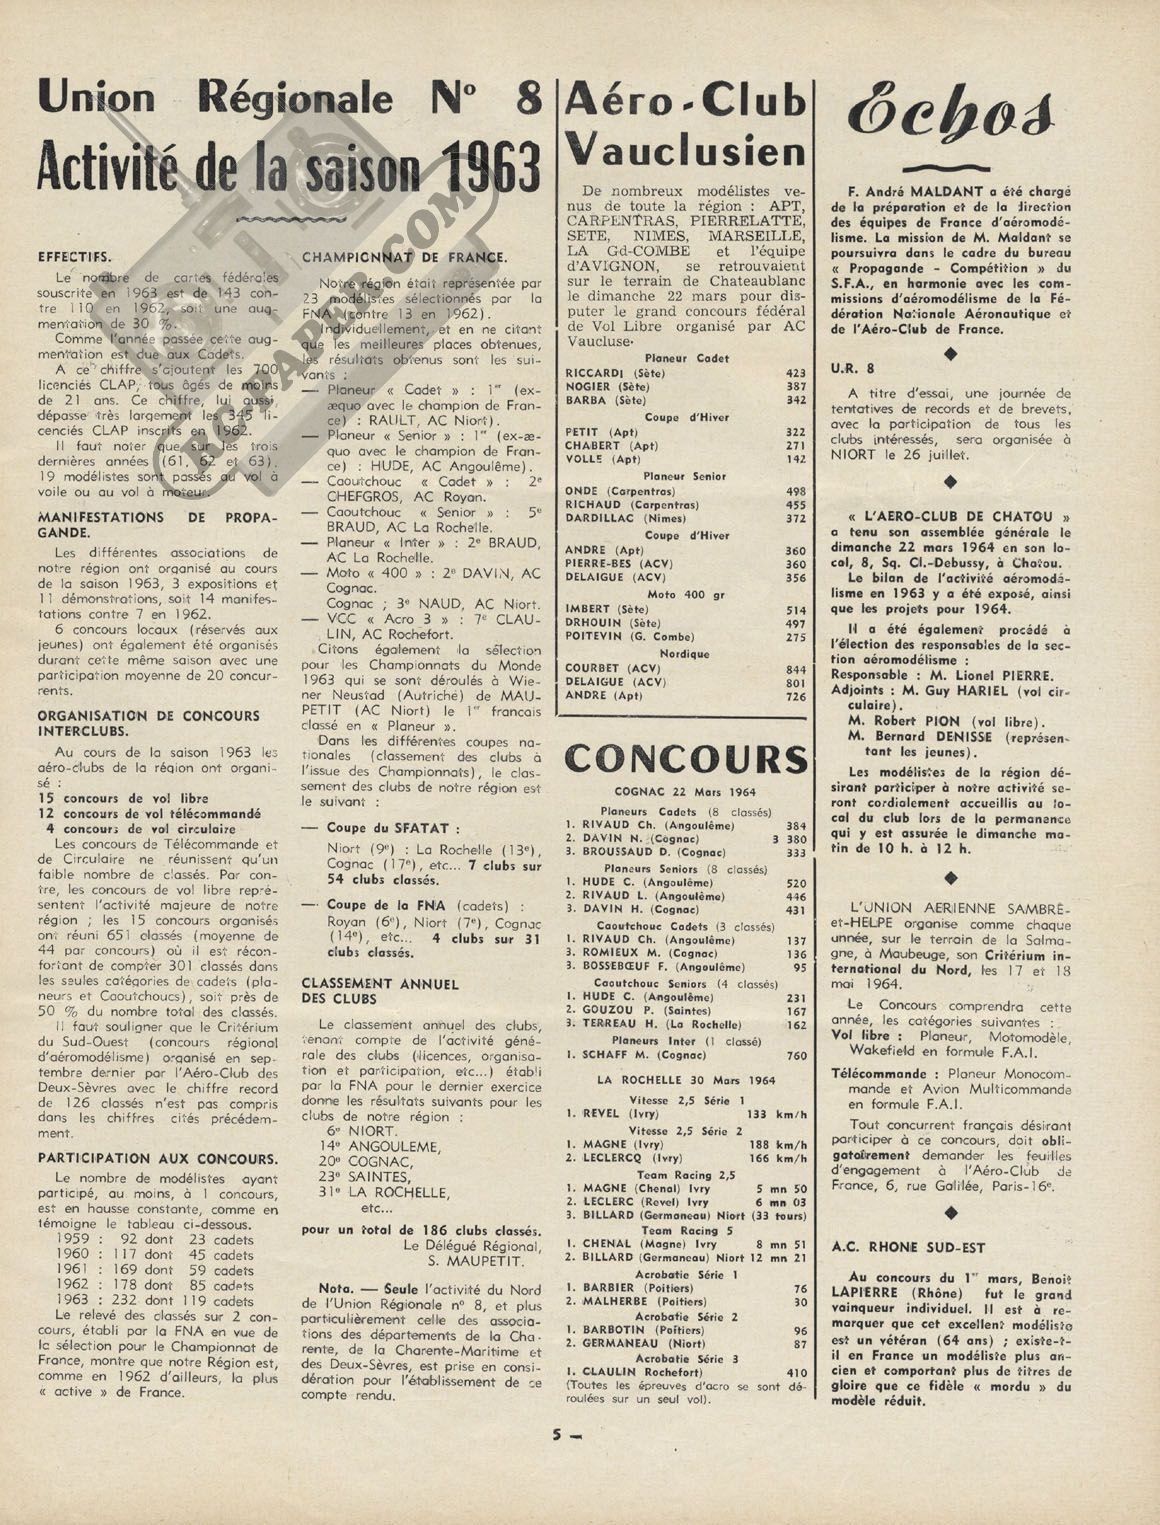 Union Régionale N° 8
Activité de la saison 1963
EFFECTIFS.
Le nombre de cartes fédérales
souscrité en 1963 est de 143 con-
tre 110 en 1962, soit une aug-
mentation de 30 %.
Comme l'année passée cette aug-
mentation est due aux Cadets.
A ce chiffre s'ajoutent les 700
licenciés CLAP, tous âgés de moins
de 21 ans. Ce chiffre, lui aussi,
dépasse très largement les 345 li-
cenciés CLAP inscrits en 1962.
Il faut noter que sur les trois
dernières années (61, 62 et 63).
19 modélistes sont passés au vol à
voile ou au vol à moteur.
MANIFESTATIONS DE PROPA-
GANDE.
Les différentes associations de
notre région ont organisé au cours
de la saison 1963, 3 expositions et
11 démonstrations, soit 14 manifes-
tations contre 7 en 1962.
6 concours locaux (réservés aux
jeunes) ont également été organisés
durant cette même saison avec une
participation moyenne de 20 concur-
rents.
ORGANISATION DE CONCOURS
INTERCLUBS.
Au cours de la saison 1963 les
aéro-clubs de la région ont organi-
sé :
15 concours de vol libre
12 concours de vol télécommandé
4 concours de vol circulaire
Les concours de Télécommande et
de Circulaire ne réunissent qu'un
faible nombre de classés. Par con-
tre, les concours de vol libre repré-
sentent l'activité majeure de notre
région ; les 15 concours organisés
ont réuni 651 classés (moyenne de
44 par concours) où il est récon-
fortant de compter 301 classés dans
les seules catégories de cadets (pla-
neurs et Caoutchoucs), soit près de
50 % du nombre total des classés.
Il faut souligner que le Critérium
du Sud-Ouest (concours régional
d'aéromodélisme) organisé en sep-
tembre dernier par l'Aéro-Club des
Deux-Sèvres avec le chiffre record
de 126 classés n'est pas compris
dans les chiffres cités précédem-
ment.
PARTICIPATION AUX CONCOURS.
Le nombre de modélistes ayant
participé, au moins, à 1 concours,
est en hausse constante, comme en
témoigne le tableau ci-dessous.
1959 : 92 dont 23 cadets
1960 : 117 dont 45 cadets
1961 : 169 dont 59 cadets
1962 : 178 dont 85 cadets
1963 : 232 dont 119 cadets
Le relevé des classés sur 2 con-
cours, établi par la FNA en vue de
la sélection pour le Championnat de
France, montre que notre Région est,
comme en 1962 d'ailleurs, la plus
« active » de France.
CHAMPIONNAT DE FRANCE.
Notre région était représentée par
23 modélistes sélectionnés par la
FNA (contre 13 en 1962).
Individuellement, et en ne citant
que les meilleures places obtenues,
les résultats obtenus sont les sui-
vants :
— Planeur « Cadet » : 1er (ex-
æquo avec le champion de Fran-
ce) : RAULT, AC Niort).
— Planeur « Senior » : 1er (ex-æ-
quo avec le champion de Fran-
ce) : HUDE, AC Angoulême).
— Caoutchouc « Cadet » : 2e
CHEFGROS, AC Royan.
— Caoutchouc « Senior » : 5e
BRAUD, AC La Rochelle.
— Planeur « Inter » : 2e BRAUD,
AC La Rochelle.
— Moto « 400 » : 2e DAVIN, AC
Cognac.
Cognac ; 3e NAUD, AC Niort.
— VCC « Acro 3 » : 7e CLAU-
LIN, AC Rochefort.
Citons également la sélection
pour les Championnats du Monde
1963 qui se sont déroulés à Wie-
ner Neustad (Autriche) de MAU-
PETIT (AC Niort) le 1er francais
classé en « Planeur ».
Dans les différentes coupes na-
tionales (classement des clubs à
l'issue des Championnats), le clas-
sement des clubs de notre région est
le suivant :
— Coupe du SFATAT :
Niort (9e) : La Rochelle (13e),
Cognac (17e), etc... 7 clubs sur
54 clubs classés.
— Coupe de la FNA (cadets) :
Royan (6e), Niort (7e), Cognac
(14e), etc... 4 clubs sur 31
clubs classés.
CLASSEMENT ANNUEL
DES CLUBS
Le classement annuel des clubs,
tenant compte de l'activité géné-
rale des clubs (licences, organisa-
tion et participation, etc...) établi
par la FNA pour le dernier exercice
donne les résultats suivants pour les
clubs de notre région :
6e NIORT.
14e ANGOULEME,
20e COGNAC,
23e SAINTES,
31e LA ROCHELLE,
etc...
pour un total de 186 clubs classés.
Le Délégué Régional,
S. MAUPETIT.
Nota. — Seule l'activité du Nord
de l'Union Régionale n° 8, et plus
particulièrement celle des associa-
tions des départements de la Cha-
rente, de la Charente-Maritime et
des Deux-Sèvres, est prise en consi-
dération pour l'établissement de ce
compte rendu.
Aéro-Club
Vauclusien
De nombreux modélistes ve-
nus de toute la région : APT,
CARPENTRAS, PIERRELATTE,
SETE, NIMES, MARSEILLE,
LA Gd-COMBE et l'équipe
d'AVIGNON, se retrouvaient
sur le terrain de Chateaublanc
le dimanche 22 mars pour dis-
puter le grand concours fédéral
de Vol Libre organisé par AC
Vaucluse.
Planeur Cadet
RICCARDI (Sète) 423
NOGIER (Sète) 387
BARBA (Sète) 342
Coupe d'Hiver
PETIT (Apt) 322
CHABERT (Apt) 271
VOLLE (Apt) 142
Planeur Senior
ONDE (Carpentras) 498
RICHAUD (Carpentras) 455
DARDILLAC (Nimes) 372
Coupe d'Hiver
ANDRE (Apt) 360
PIERRE-BES (ACV) 360
DELAIGUE (ACV) 356
Moto 400 gr
IMBERT (Sète) 514
DRHOUIN (Sète) 497
POITEVIN (G. Combe) 275
Nordique
COURBET (ACV) 844
DELAIGUE (ACV) 801
ANDRE (Apt) 726
CONCOURS
COGNAC 22 Mars 1964
Planeurs Cadets (8 classés)
1. RIVAUD Ch. (Angoulême) 384
2. DAVIN N. (Cognac) 3 380
3. BROUSSAUD D. (Cognac) 333
Planeurs Seniors (8 classés)
1. HUDE C. (Angoulême) 520
2. RIVAUD L. (Angoulême) 446
3. DAVIN H. (Cognac) 431
Caoutchouc Cadets (3 classés)
1. RIVAUD Ch. (Angoulême) 137
3. ROMIEUX M. (Cognac) 136
3. BOSSEBŒUF F. (Angoulême) 95
Caoutchouc Seniors (4 classés)
1. HUDE C. (Angoulême) 231
2. GOUZOU P. (Saintes) 167
3. TERREAU H. (La Rochelle) 162
Planeurs Inter (1 classé)
1. SCHAFF M. (Cognac) 760
LA ROCHELLE 30 Mars 1964
Vitesse 2,5 Série 1
1. REVEL (Ivry) 133 km/h
Vitesse 2,5 Série 2
1. MAGNE (Ivry) 188 km/h
2. LECLERCQ (Ivry) 166 km/h
Team Racing 2,5
1. MAGNE (Chenal) Ivry 5 mn 50
2. LECLERC (Revel) Ivry 6 mn 03
3. BILLARD (Germaneau) Niort (33 tours)
Team Racing 5
1. CHENAL (Magne) Ivry 8 mn 51
2. BILLARD (Germaneau) Niort 12 mn 21
Acrobatie Série 1
1. BARBIER (Poitiers) 76
2. MALHERBE (Poitiers) 30
Acrobatie Série 2
1. BARBOTIN (Poitiers) 96
2. GERMANEAU (Niort) 87
Acrobatie Série 3
1. CLAULIN Rochefort) 410
(Toutes les épreuves d'acro se sont dé-
roulées sur un seul vol).
Echos
F. André MALDANT a été chargé
de la préparation et de la direction
des équipes de France d'aéromodé-
lisme. La mission de M. Maldant se
poursuivra dans le cadre du bureau
« Propagande - Compétition » du
S.F.A., en harmonie avec les com-
missions d'aéromodélisme de la Fé-
dération Nationale Aéronautique et
de l'Aéro-Club de France.
U.R. 8
A titre d'essai, une journée de
tentatives de records et de brevets,
avec la participation de tous les
clubs intéressés, sera organisée à
NIORT le 26 juillet.
« L'AERO-CLUB DE CHATOU »
a tenu son assemblée générale le
dimanche 22 mars 1964 en son lo-
cal, 8, Sq. Cl.-Debussy, à Chatou.
Le bilan de l'activité aéromodé-
lisme en 1963 y a été exposé, ainsi
que les projets pour 1964.
Il a été également procédé à
l'élection des responsables de la sec-
tion aéromodélisme :
Responsable : M. Lionel PIERRE.
Adjoints : M. Guy HARIEL (vol cir-
culaire).
M. Robert PION (vol libre).
M. Bernard DENISSE (représen-
tant les jeunes).
Les modélistes de la région dé-
sirant participer à notre activité se-
ront cordialement accueillis au lo-
cal du club lors de la permanence
qui y est assurée le dimanche ma-
tin de 10 h. à 12 h.
L'UNION AERIENNE SAMBRE-
et-HELPE organise comme chaque
année, sur le terrain de la Salma-
gne, à Maubeuge, son Critérium in-
ternational du Nord, les 17 et 18
mai 1964.
Le Concours comprendra cette
année, les catégories suivantes :
Vol libre : Planeur, Motomodèle,
Wakefield en formule F.A.I.
Télécommande : Planeur Monocom-
mande et Avion Multicommande
en formule F.A.I.
Tout concurrent français désirant
participer à ce concours, doit obli-
gatoirement demander les feuilles
d'engagement à l'Aéro-Club de
France, 6, rue Galilée, Paris-16e.
A.C. RHONE SUD-EST
Au concours du 1er mars, Benoit
LAPIERRE (Rhône) fut le grand
vainqueur individuel. Il est à re-
marquer que cet excellent modéliste
est un vétéran (64 ans) ; existe-t-
il en France un modéliste plus an-
cien et comportant plus de titres de
gloire que ce fidèle « mordu » du
modèle réduit.
5 —
RCPAPER.COM